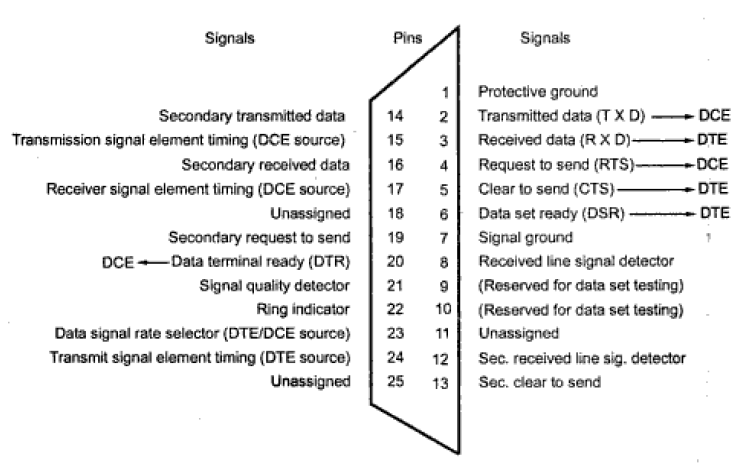 Signals Pins Signals
1 Protective ground
Secondary transmitted data 14 2 Transmitted data (T X D) DCE
Transmission signal element timing (DCE source) 15 3 Received data (R X D) DTE
Secondary received data 16 4 Request to send (RTS) DCE
Receiver signal element timing (DCE source) 17 5 Clear to send (CTS) DTE
Unassigned 18 6 Data set ready (DSR) DTE
Secondary request to send 19 7 Signal ground
DCE Data terminal ready (DTR) 20 8 Received line signal detector
Signal quality detector 21 9 (Reserved for data set testing)
Ring indicator 22 10 (Reserved for data set testing)
Data signal rate selector (DTE/DCE source) 23 11 Unassigned
Transmit signal element timing (DTE source) 24 12 Sec. received line sig. detector
Unassigned 25 13 Sec. clear to send